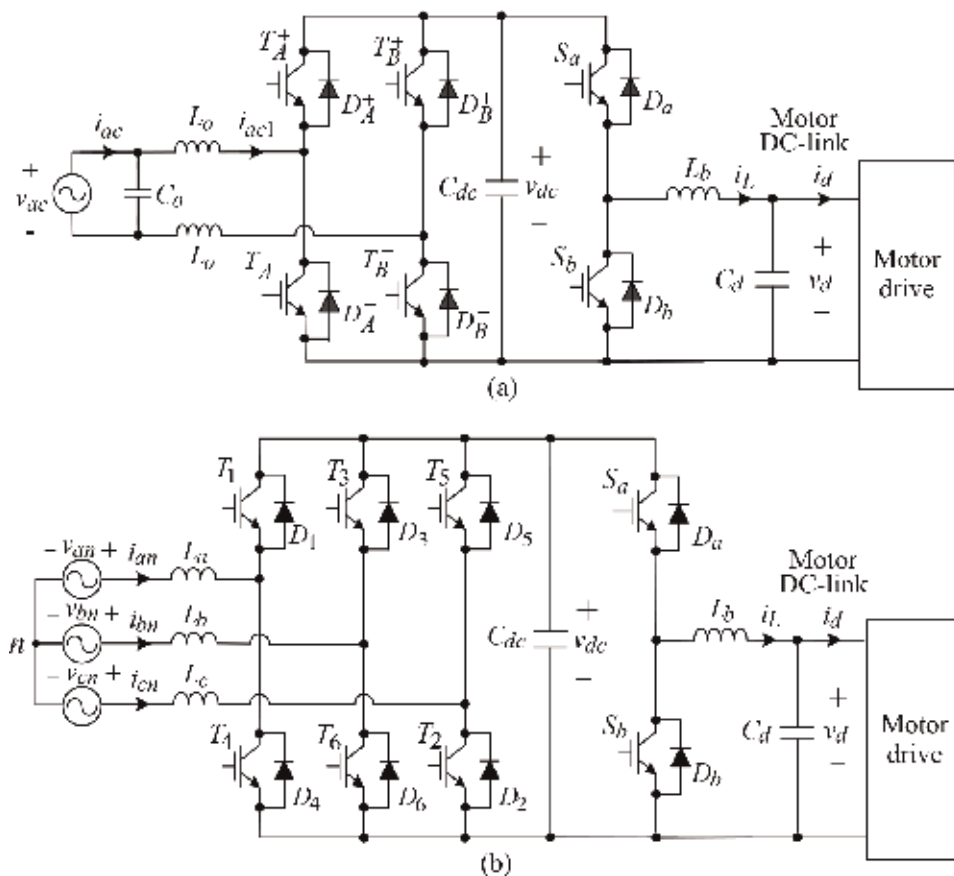 T_A^+ T_B^+ S_a
D_A^+ D_B^+ D_a
i_ac L_o i_ac1
Motor
DC-link
+ v_ac - C_o
C_dc + v_dc -
L_b i_L i_d
L_o
T_A T_B^- S_b
D_A^- D_B^- D_b
C_d + v_d -
Motor
drive
(a)
T_1 T_3 T_5 S_a
D_1 D_3 D_5 D_a
- v_an + i_an L_a
- v_bn + i_bn L_b
n
- v_cn + i_cn L_c
C_dc + v_dc -
Motor
DC-link
L_b i_L i_d
T_4 T_6 T_2 S_b
D_4 D_6 D_2 D_b
C_d + v_d -
Motor
drive
(b)